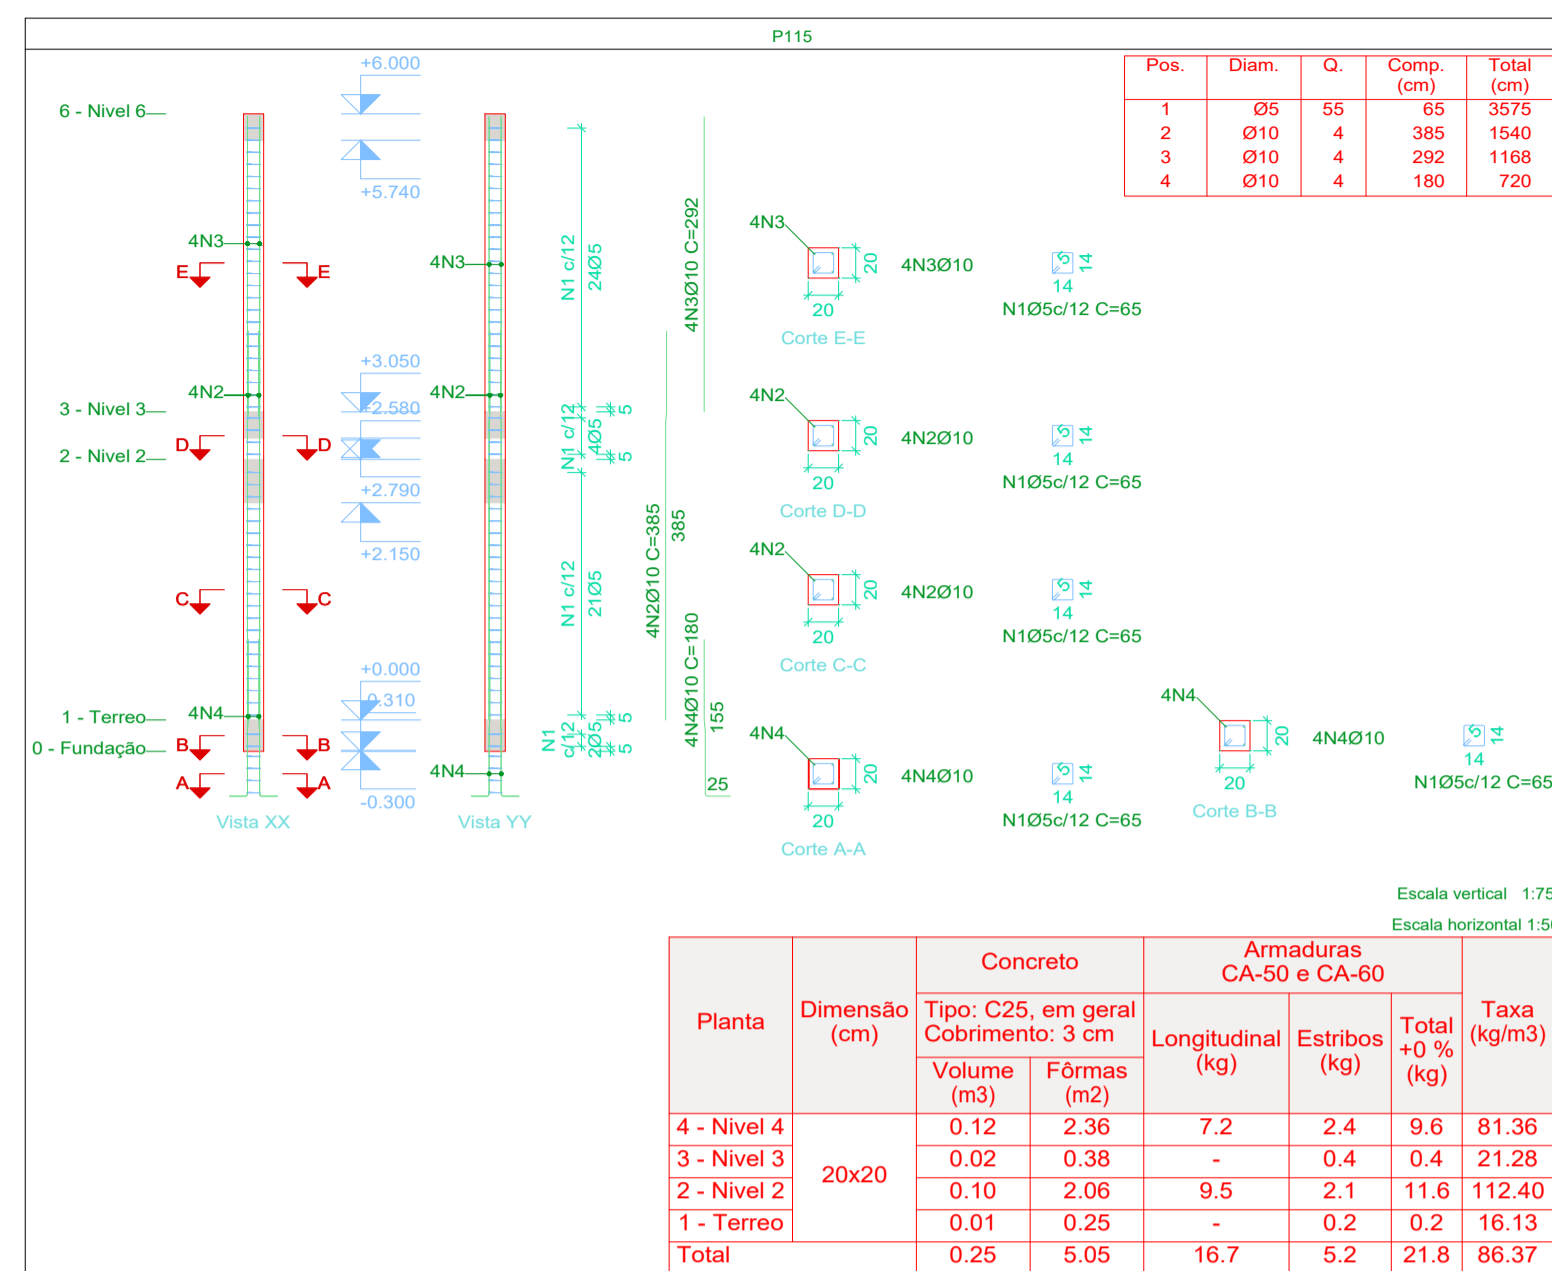 P115
Pos. Diam. Q. Comp. (cm) Total (cm)
1 Ø5 55 65 3575
2 Ø10 4 385 1540
3 Ø10 4 292 1168
4 Ø10 4 180 720
6 - Nivel 6
3 - Nivel 3
2 - Nivel 2
1 - Terreo
0 - Fundação
4N3
E E
4N2
D D
C C
4N4
B B
A A
Vista XX
+6.000
+5.740
+3.050
+2.580
+2.790
+2.150
+0.000
0.310
-0.300
4N3
4N2
4N4
Vista YY
N1 c/12
24Ø5
N1 c/12
4Ø5
5
5
N1 c/12
21Ø5
N1
c/12
2Ø5
5
5
4N3Ø10 C=292
4N2Ø10 C=385
385
4N4Ø10 C=180
155
25
4N3
20
20
4N3Ø10
5
14
14
N1Ø5c/12 C=65
Corte E-E
4N2
20
20
4N2Ø10
5
14
14
N1Ø5c/12 C=65
Corte D-D
4N2
20
20
4N2Ø10
5
14
14
N1Ø5c/12 C=65
Corte C-C
4N4
20
20
4N4Ø10
5
14
14
N1Ø5c/12 C=65
Corte A-A
4N4
20
20
4N4Ø10
5
14
14
N1Ø5c/12 C=65
Corte B-B
Escala vertical 1:75
Escala horizontal 1:50
Planta
Dimensão
(cm)
Concreto
Tipo: C25, em geral
Cobrimento: 3 cm
Volume
(m3)
Fôrmas
(m2)
Armaduras
CA-50 e CA-60
Longitudinal
(kg)
Estribos
(kg)
Total
+0 %
(kg)
Taxa
(kg/m3)
4 - Nivel 4 0.12 2.36 7.2 2.4 9.6 81.36
3 - Nivel 3 0.02 0.38 - 0.4 0.4 21.28
20x20
2 - Nivel 2 0.10 2.06 9.5 2.1 11.6 112.40
1 - Terreo 0.01 0.25 - 0.2 0.2 16.13
Total 0.25 5.05 16.7 5.2 21.8 86.37